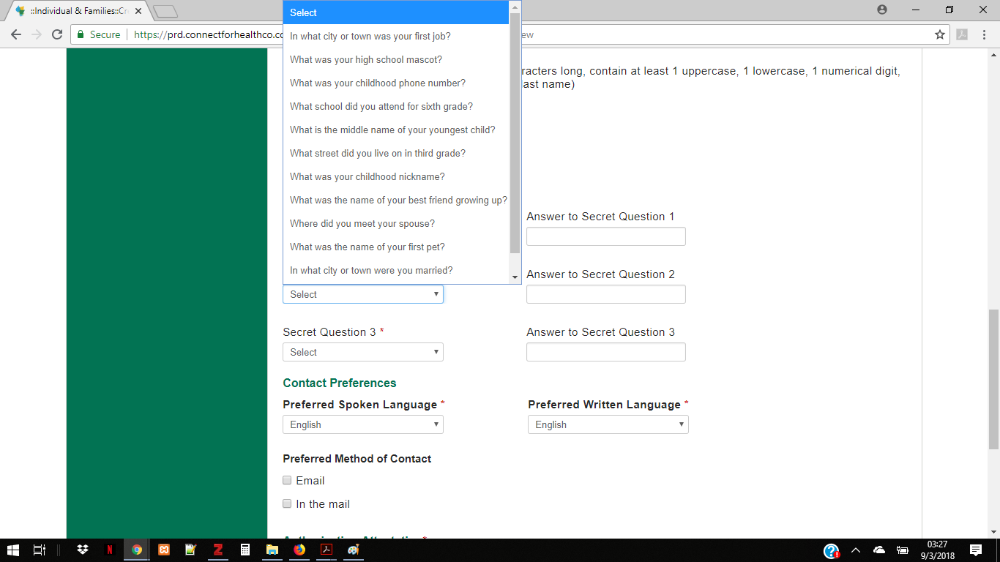 ::Individual & Families::Cr
Secure
https://prd.connectforhealthco.co
ew
Select
In what city or town was your first job?
What was your high school mascot?
What was your childhood phone number?
What school did you attend for sixth grade?
What is the middle name of your youngest child?
What street did you live on in third grade?
What was your childhood nickname?
What was the name of your best friend growing up?
Where did you meet your spouse?
What was the name of your first pet?
In what city or town were you married?
racters long, contain at least 1 uppercase, 1 lowercase, 1 numerical digit,
last name)
Answer to Secret Question 1
Answer to Secret Question 2
Select
Secret Question 3 *
Answer to Secret Question 3
Select
Contact Preferences
Preferred Spoken Language *
Preferred Written Language *
English
English
Preferred Method of Contact
Email
In the mail
03:27
9/3/2018